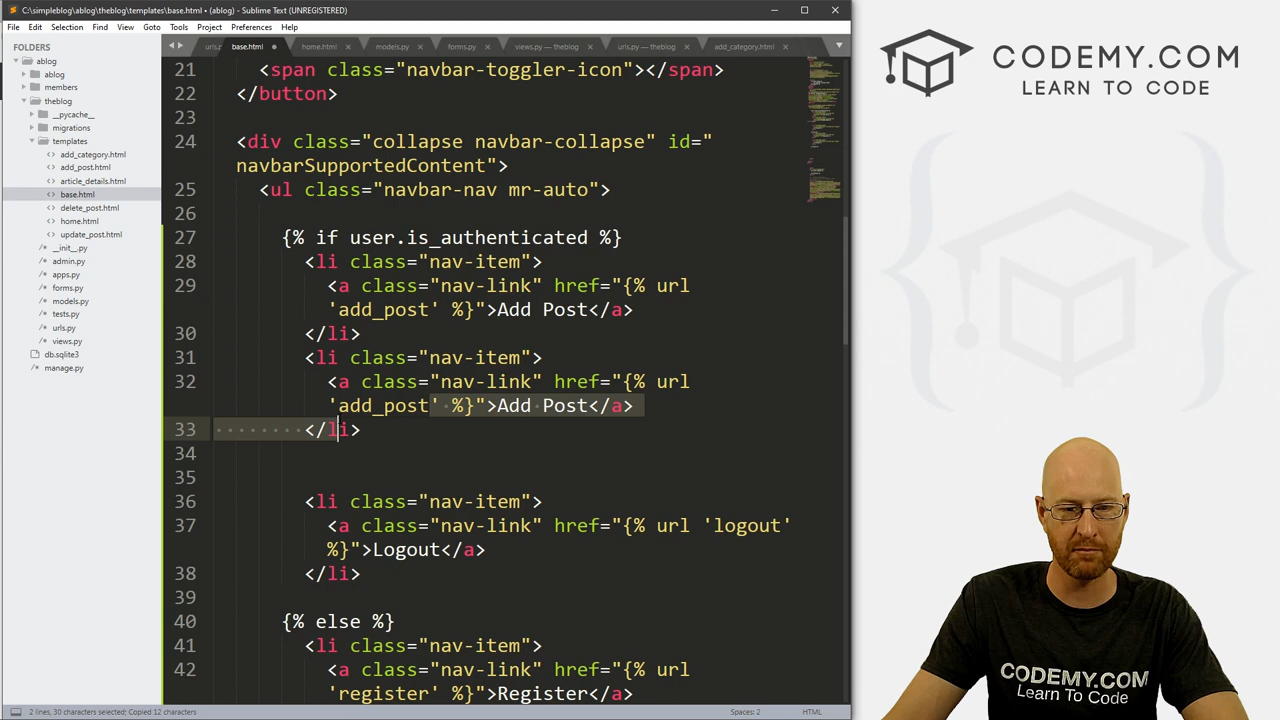 C:\simpleblog\ablog\theblog\templates\base.html • (ablog) - Sublime Text (UNREGISTERED)
File Edit Selection Find View Goto Tools Project Preferences Help
FOLDERS
ablog
ablog
members
theblog
__pycache__
migrations
templates
add_category.html
add_post.html
article_details.html
base.html
delete_post.html
home.html
update_post.html
__init__.py
admin.py
apps.py
forms.py
models.py
tests.py
urls.py
views.py
db.sqlite3
manage.py
urls. base.html home.html models.py forms.py views.py — theblog urls.py — theblog add_category.html
21 <span class="navbar-toggler-icon"></span>
22 </button>
23
24 <div class="collapse navbar-collapse" id="
navbarSupportedContent">
25 <ul class="navbar-nav mr-auto">
26
27 {% if user.is_authenticated %}
28 <li class="nav-item">
29 <a class="nav-link" href="{% url
'add_post' %}">Add Post</a>
30 </li>
31 <li class="nav-item">
32 <a class="nav-link" href="{% url
'add_post' %}">Add Post</a>
33 </li>
34
35
36 <li class="nav-item">
37 <a class="nav-link" href="{% url 'logout'
%}">Logout</a>
38 </li>
39
40 {% else %}
41 <li class="nav-item">
42 <a class="nav-link" href="{% url
'register' %}">Register</a>
2 lines, 30 characters selected; Copied 12 characters Spaces: 2 HTML
CODEMY.COM
LEARN TO CODE
CODEMY.COM
Learn To Code